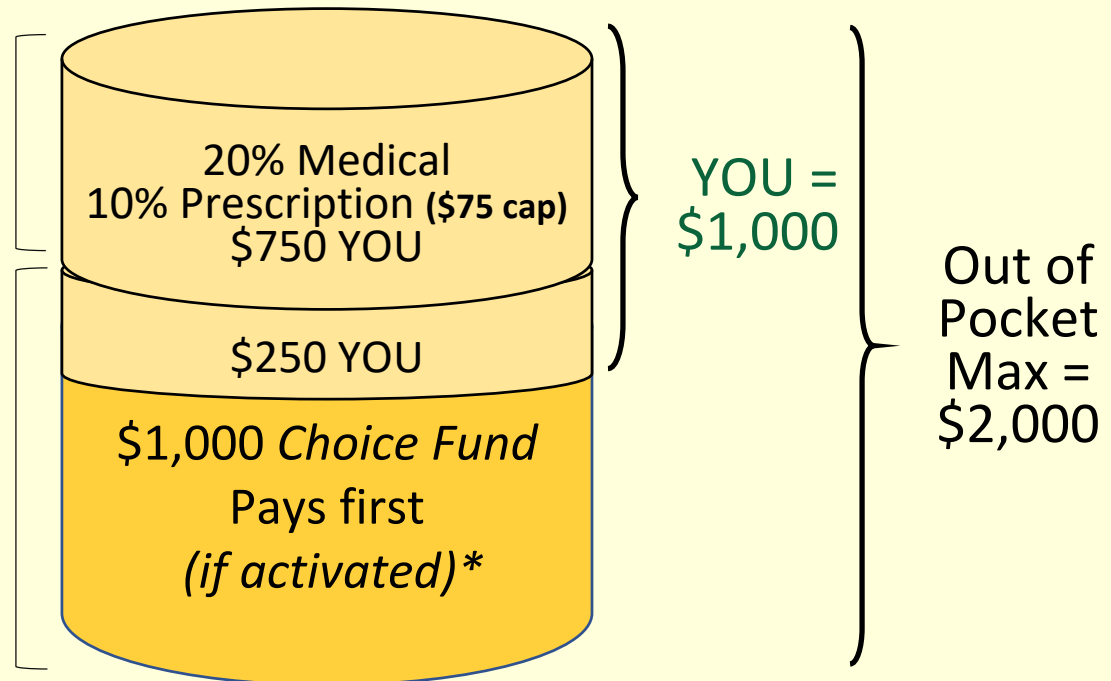 20% Medical
10% Prescription ($75 cap)
$750 YOU
$250 YOU
$1,000 Choice Fund
Pays first
(if activated)*
YOU =
$1,000
Out of
Pocket
Max =
$2,000